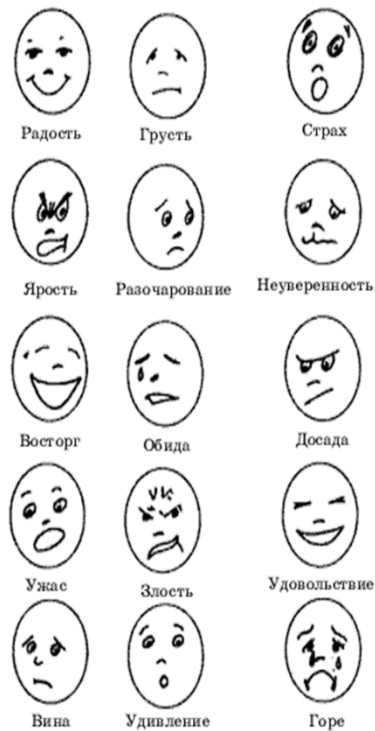 Радость
Грусть
Страх
Ярость
Разочарование
Неуверенность
Восторг
Обида
Досада
Ужас
Злость
Удовольствие
Вина
Удивление
Горе